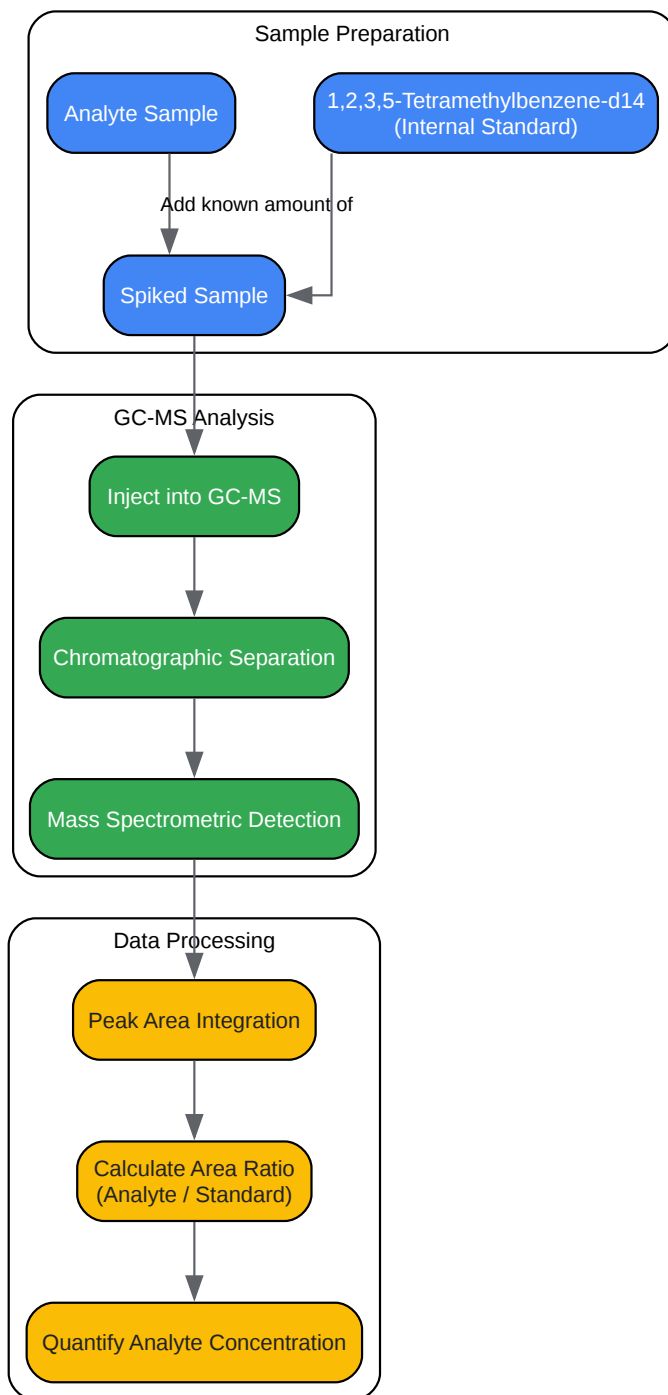 Sample Preparation
Analyte Sample
1,2,3,5-Tetramethylbenzene-d14
(Internal Standard)
Add known amount of
Spiked Sample
GC-MS Analysis
Inject into GC-MS
Chromatographic Separation
Mass Spectrometric Detection
Data Processing
Peak Area Integration
Calculate Area Ratio
(Analyte / Standard)
Quantify Analyte Concentration